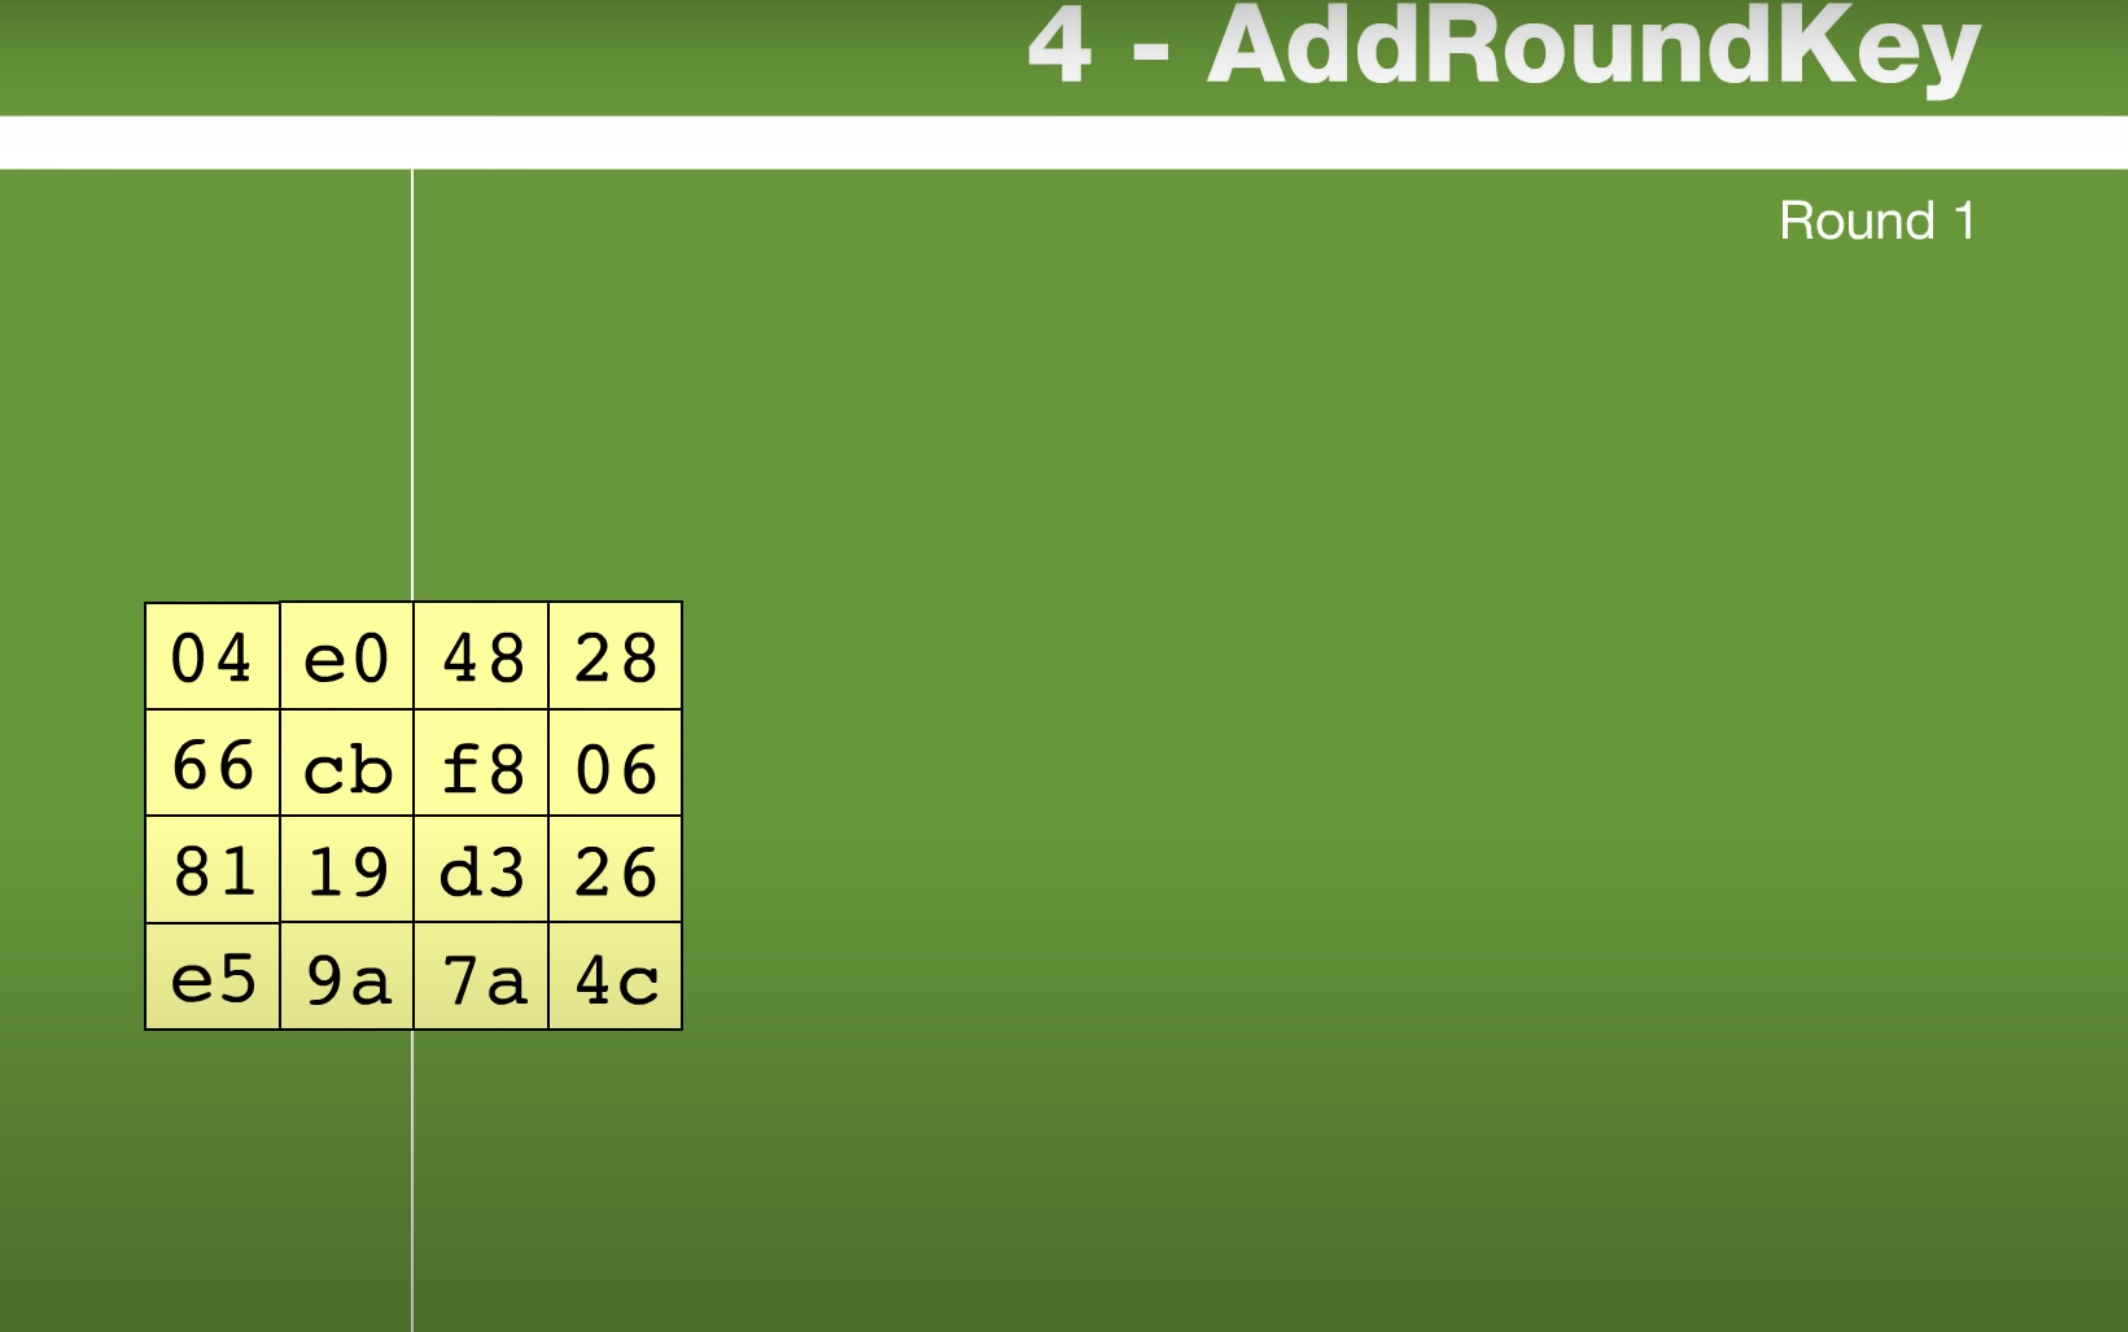 4 - AddRoundKey
Round 1
04 e0 48 28
66 cb f8 06
81 19 d3 26
e5 9a 7a 4c